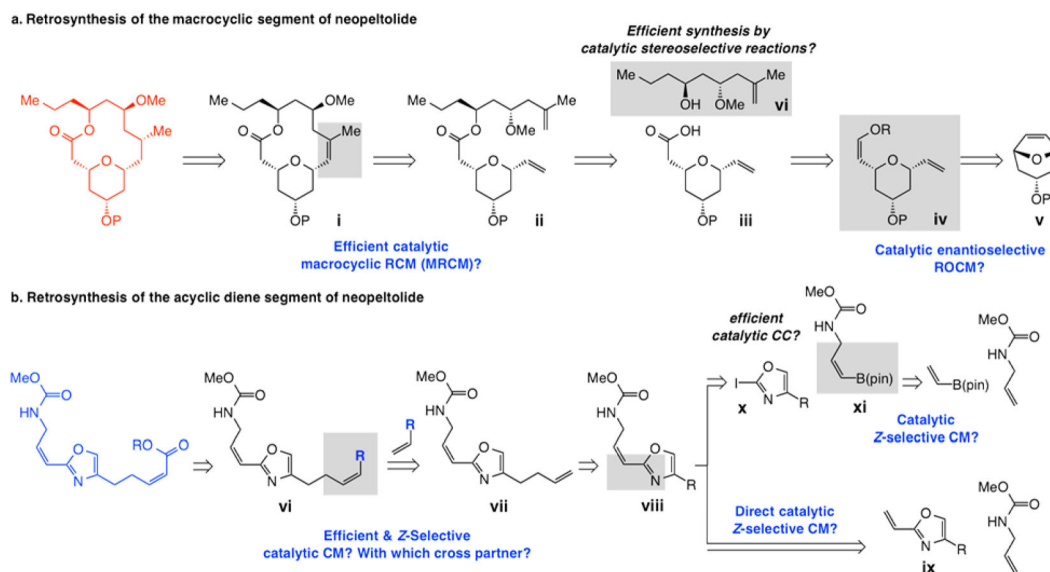 a. Retrosynthesis of the macrocyclic segment of neopeltolide
Efficient synthesis by
catalytic stereoselective reactions?
Me
OMe
Me
O
O
O
OP
Me
OMe
Me
O
O
O
OP
i
Me
Me
OMe
O
O
O
OP
ii
Me
Me
OH
OMe
vi
O
OH
O
OP
iii
OR
O
OP
iv
O
OP
v
Efficient catalytic
macrocyclic RCM (MRCM)?
Catalytic enantioselective
ROCM?
b. Retrosynthesis of the acyclic diene segment of neopeltolide
MeO
O
HN
RO
O
O
N
MeO
O
HN
O
N
R
vi
R
MeO
O
HN
O
N
vii
MeO
O
HN
O
N
R
viii
efficient
catalytic CC?
I
O
N
R
x
MeO
O
HN
B(pin)
xi
B(pin)
MeO
O
HN
Catalytic
Z-selective CM?
Efficient & Z-Selective
catalytic CM? With which cross partner?
Direct catalytic
Z-selective CM?
O
N
R
ix
MeO
O
HN